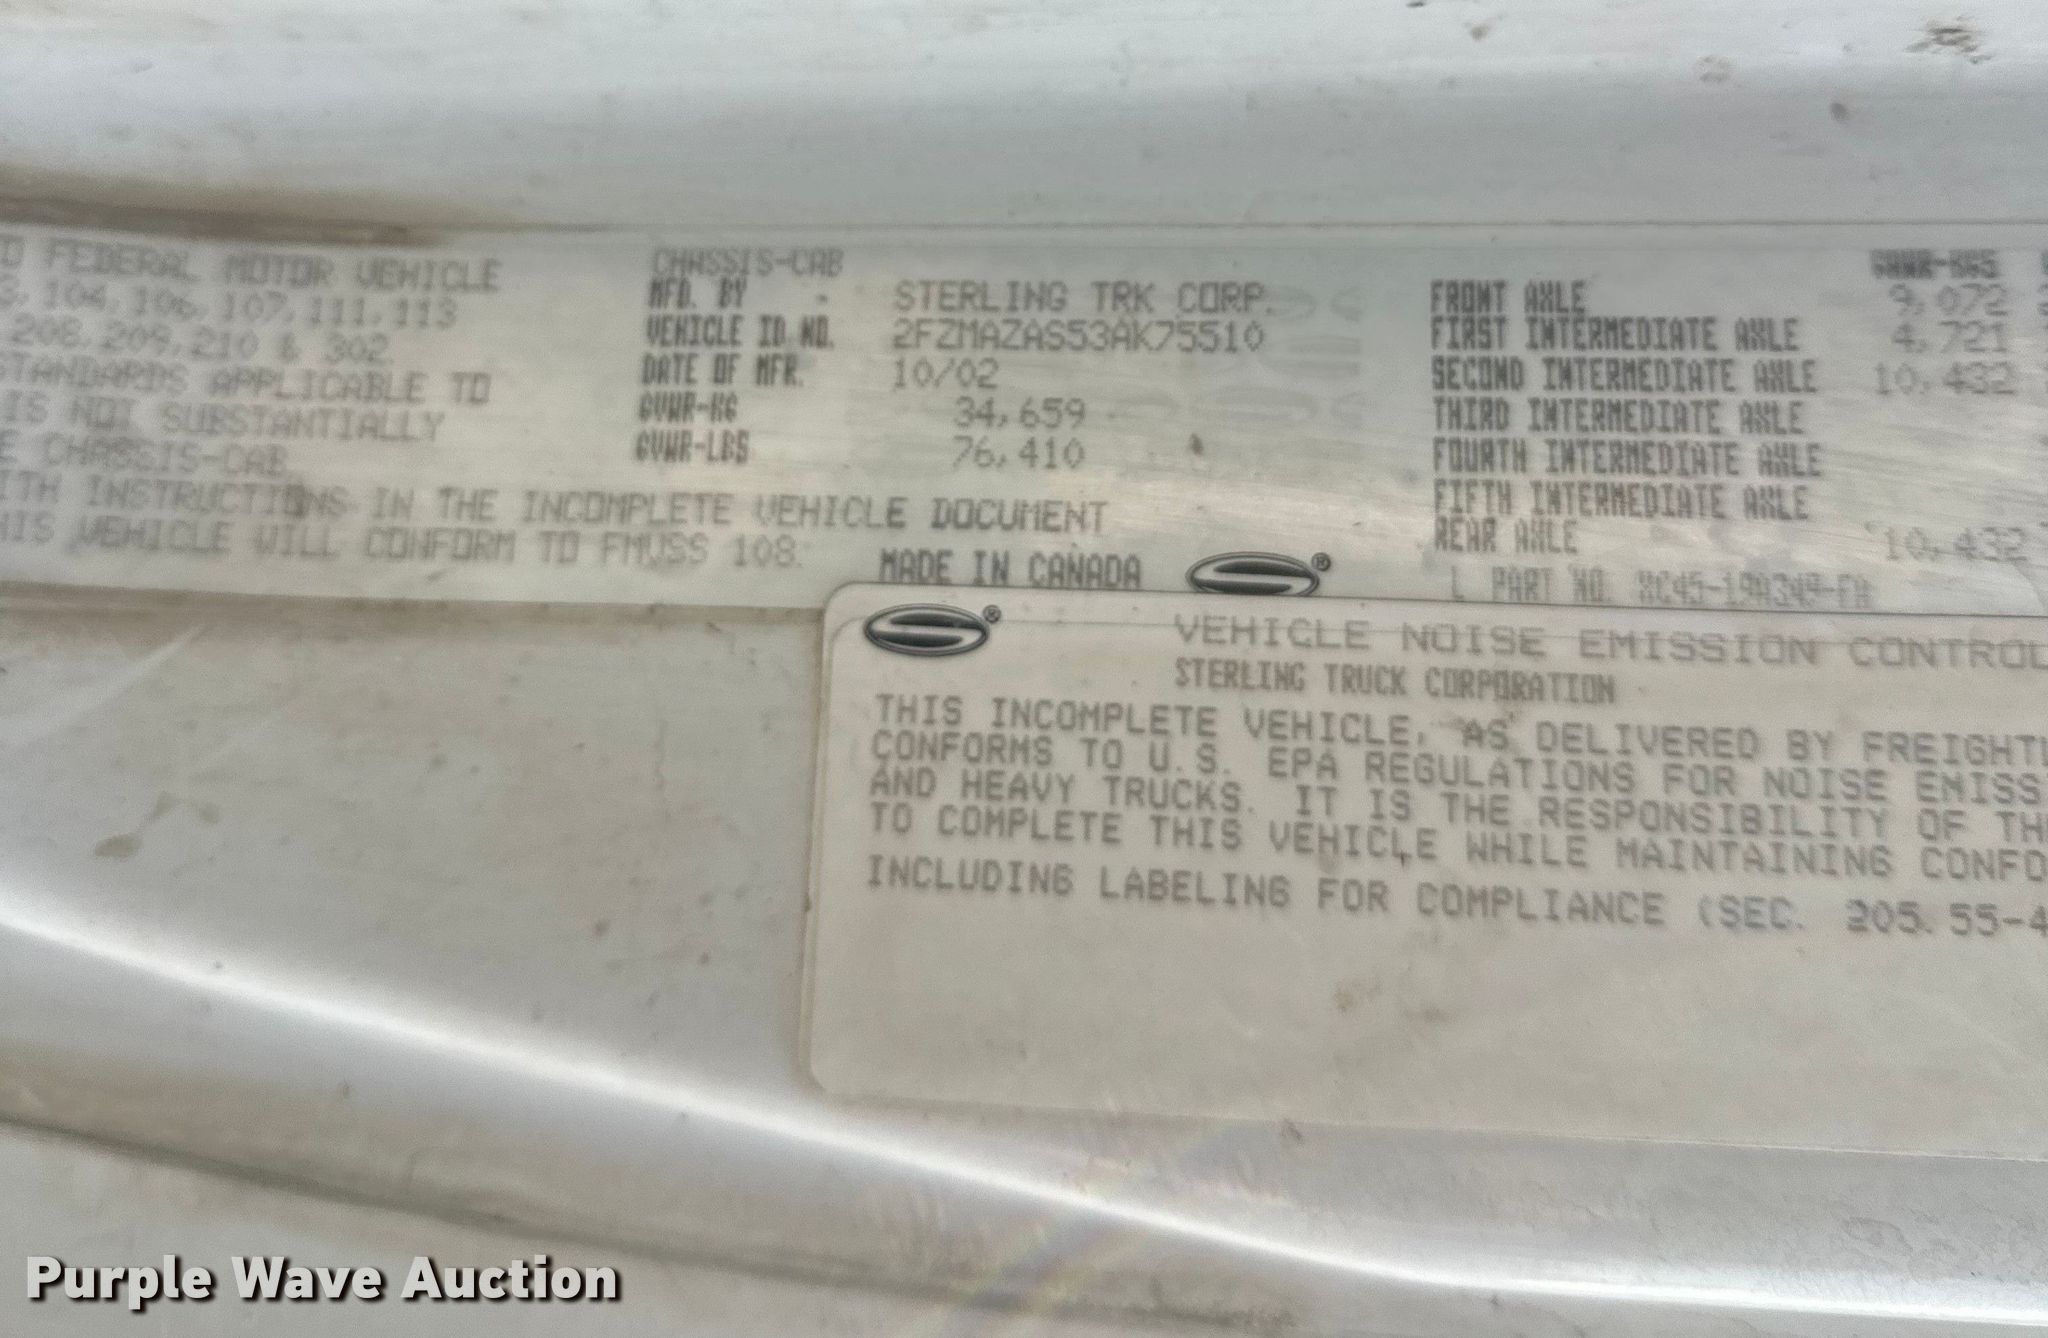 D FEDERAL MOTOR VEHICLE
3, 104, 106, 107, 111, 113
208, 209, 210 & 302
STANDARDS APPLICABLE TO
IS NOT SUBSTANTIALLY
E CHASSIS-CAB
ITH INSTRUCTIONS IN THE INCOMPLETE VEHICLE DOCUMENT
HIS VEHICLE WILL CONFORM TO FMVSS 108.
CHASSIS-CAB
MFD. BY STERLING TRK CORP.
VEHICLE ID NO. 2FZMAZAS53AK75510
DATE OF MFR. 10/02
GVWR-KG 34,659
GVWR-LBS 76,410
MADE IN CANADA
GAWR-KGS
FRONT AXLE 9,072
FIRST INTERMEDIATE AXLE 4,721
SECOND INTERMEDIATE AXLE 10,432
THIRD INTERMEDIATE AXLE
FOURTH INTERMEDIATE AXLE
FIFTH INTERMEDIATE AXLE
REAR AXLE 10,432
PART NO.
VEHICLE NOISE EMISSION CONTROL
STERLING TRUCK CORPORATION
THIS INCOMPLETE VEHICLE, AS DELIVERED BY FREIGHTL
CONFORMS TO U.S. EPA REGULATIONS FOR NOISE EMISS
AND HEAVY TRUCKS. IT IS THE RESPONSIBILITY OF TH
TO COMPLETE THIS VEHICLE WHILE MAINTAINING CONFO
INCLUDING LABELING FOR COMPLIANCE (SEC. 205.55-4
Purple Wave Auction